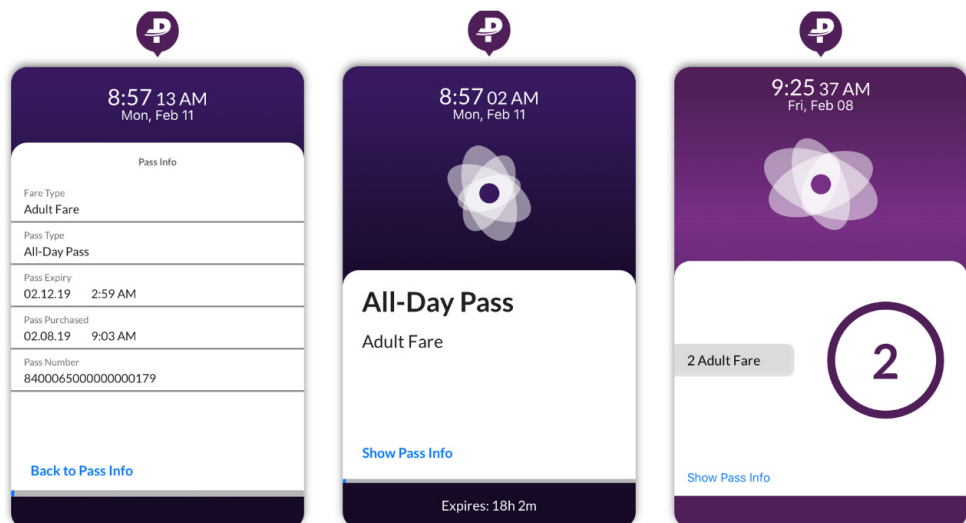 8:57 13 AM
Mon, Feb 11
Pass Info
Fare Type
Adult Fare
Pass Type
All-Day Pass
Pass Expiry
02.12.19 2:59 AM
Pass Purchased
02.08.19 9:03 AM
Pass Number
8400065000000000179
Back to Pass Info
8:57 02 AM
Mon, Feb 11
All-Day Pass
Adult Fare
Show Pass Info
Expires: 18h 2m
9:25 37 AM
Fri, Feb 08
2 Adult Fare
2
Show Pass Info